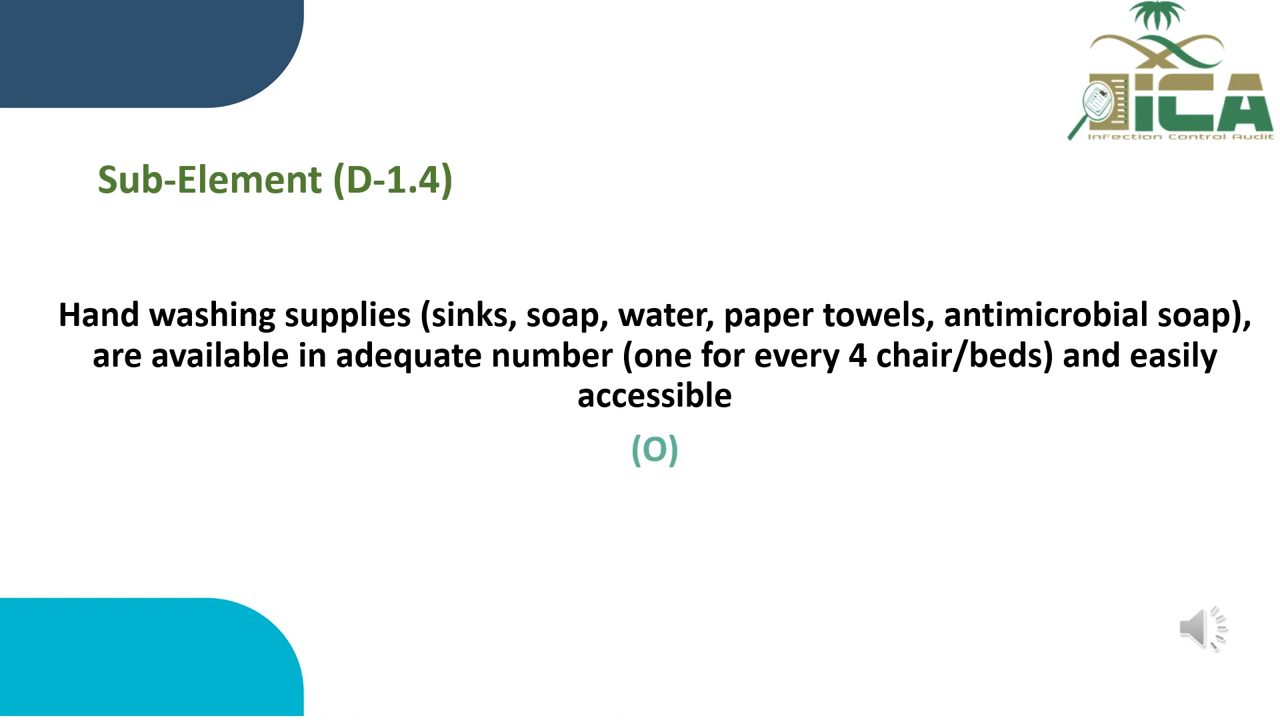 iCA
Infection Control Audit
Sub-Element (D-1.4)
Hand washing supplies (sinks, soap, water, paper towels, antimicrobial soap),
are available in adequate number (one for every 4 chair/beds) and easily
accessible
(O)